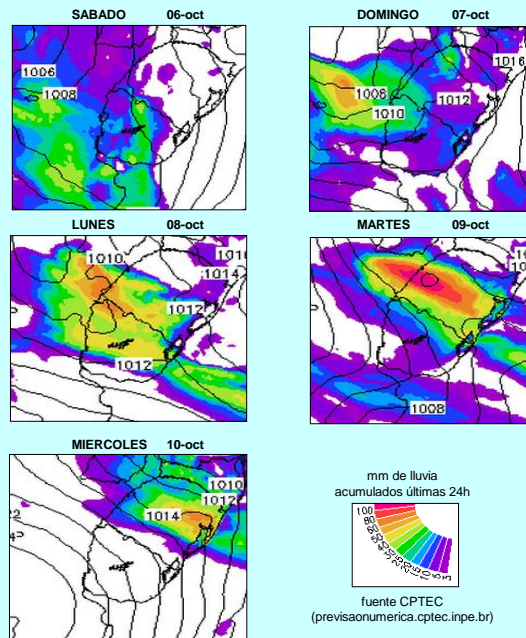 SABADO 06-oct
DOMINGO 07-oct
1006
1008
1016
1008
1012
1010
LUNES 08-oct
MARTES 09-oct
1010
1014
1012
1012
1008
MIERCOLES 10-oct
1010
1012
1014
mm de lluvia
acumulados últimas 24h
100
fuente CPTEC
(previsaonumerica.cptec.inpe.br)